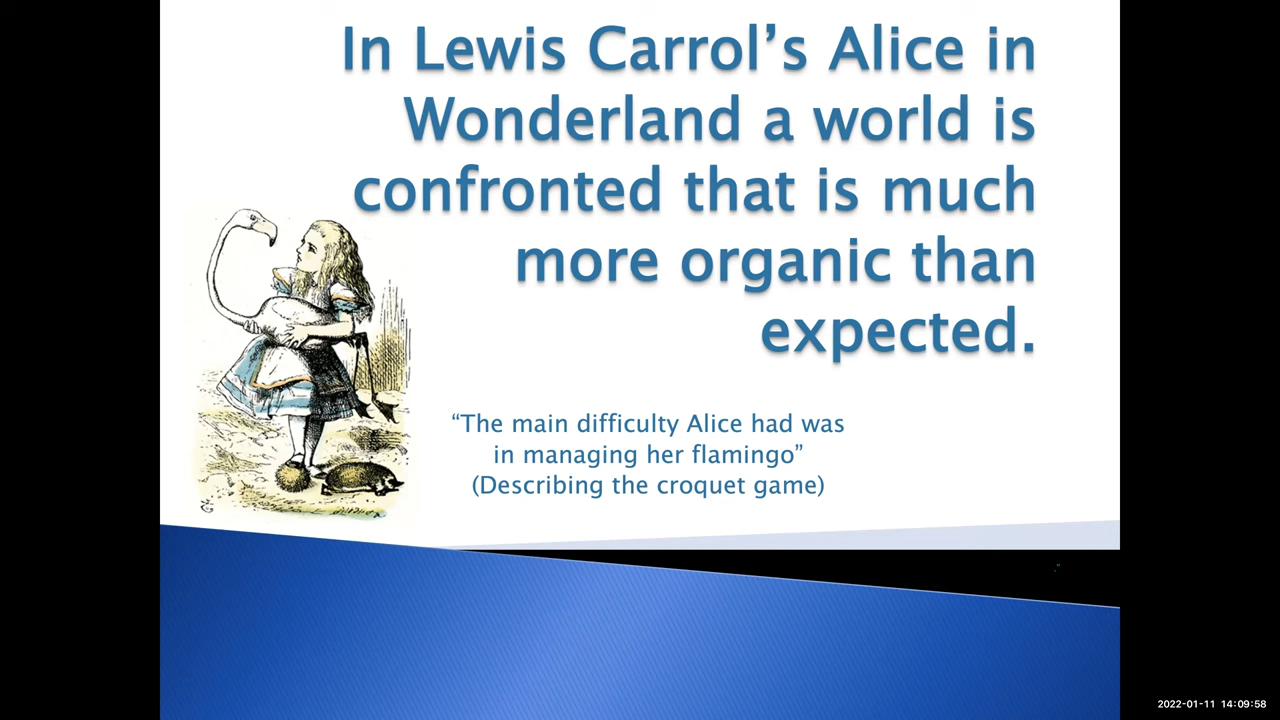 In Lewis Carrol’s Alice in
Wonderland a world is
confronted that is much
more organic than
expected.
“The main difficulty Alice had was
in managing her flamingo”
(Describing the croquet game)
.”
2022-01-11 14:09:58